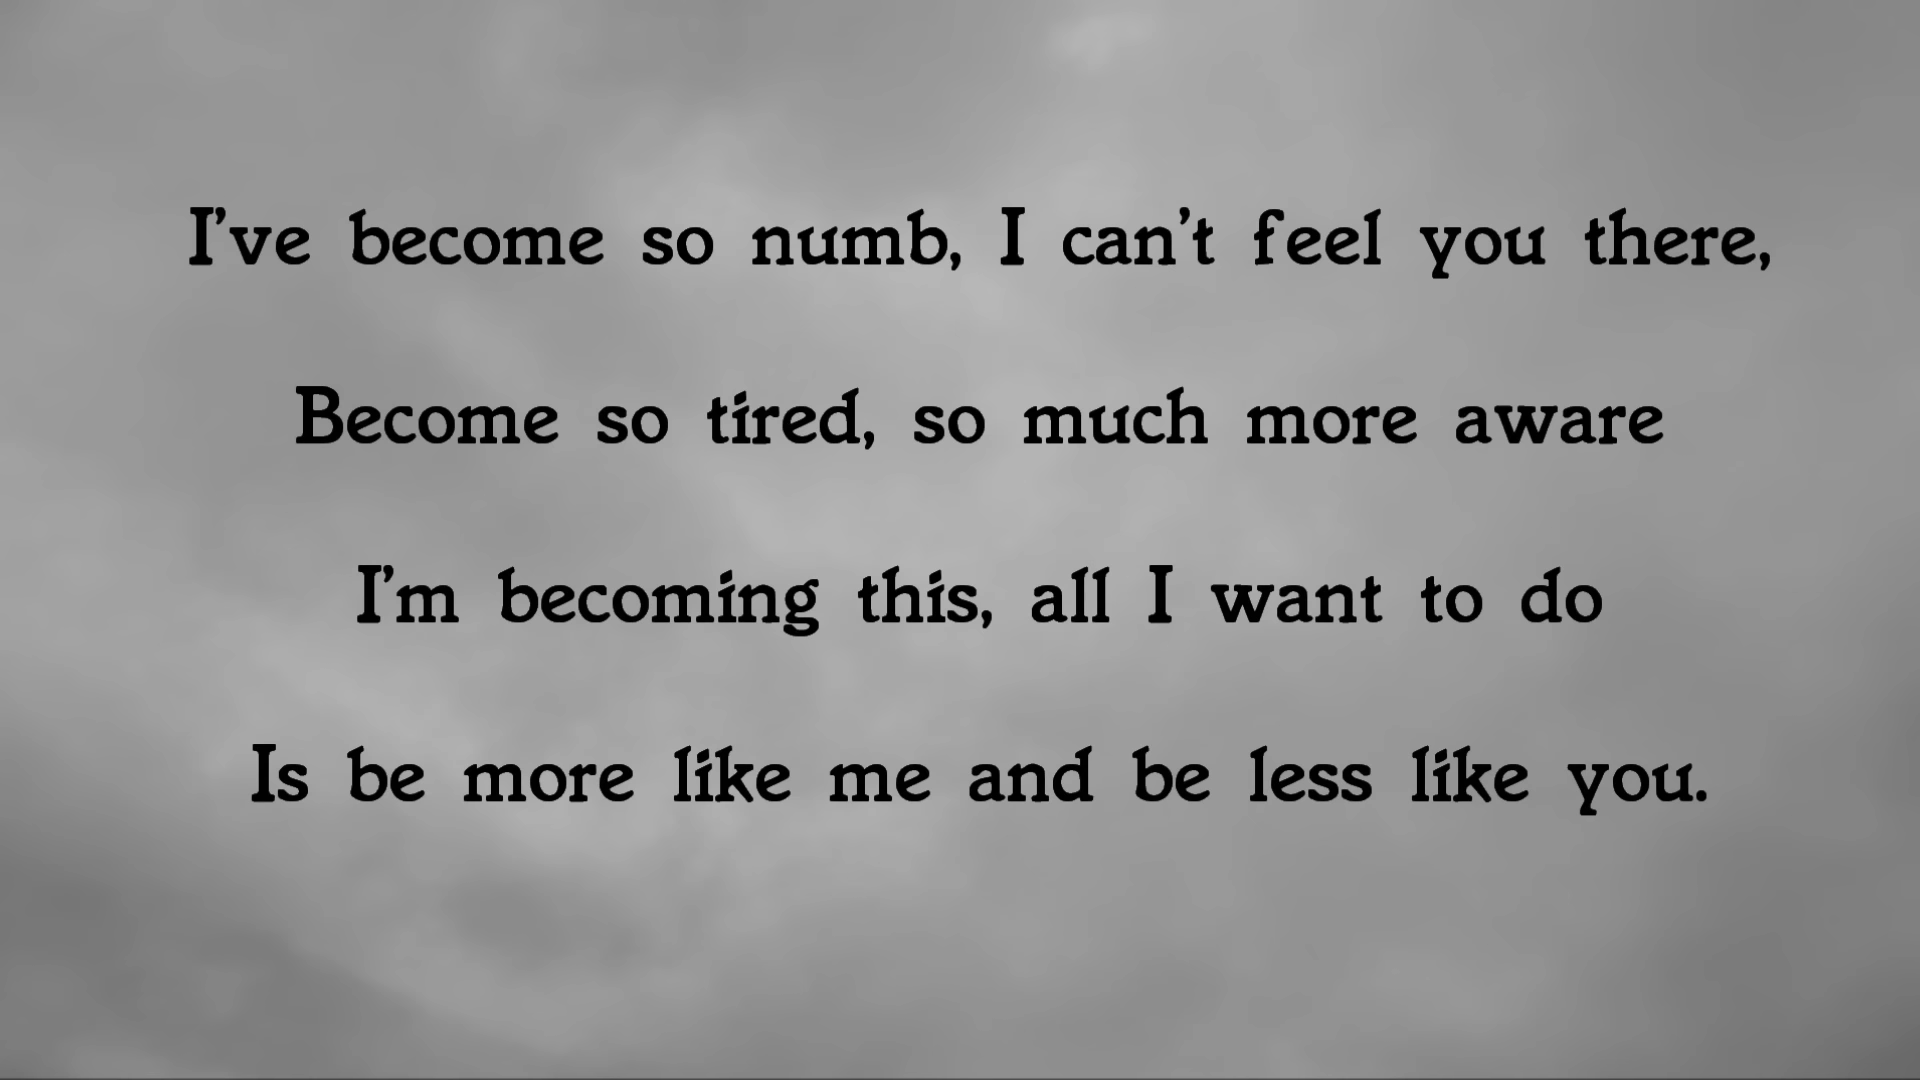 I've become so numb, I can't feel you there,
Become so tired, so much more aware
I'm becoming this, all I want to do
Is be more like me and be less like you.